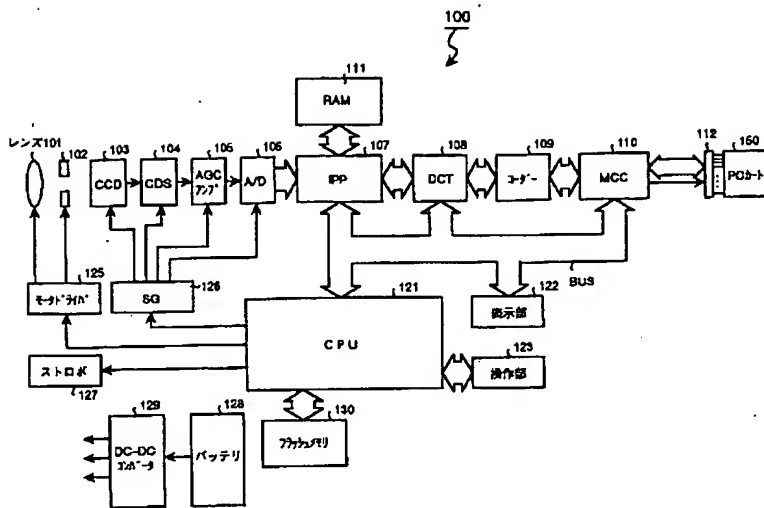 100
111
RAM
レンズ101
102
103
104
105
106
107
108
109
110
112
150
CCD
CDS
AGC
アンプ
A/D
IPP
DCT
コーダー
MCC
PCカード
125
モータドライバ
SG
126
121
CPU
BUS
122
表示部
123
操作部
ストロボ
127
129
128
DC-DC
コンバータ
バッテリ
130
フラッシュメモリ